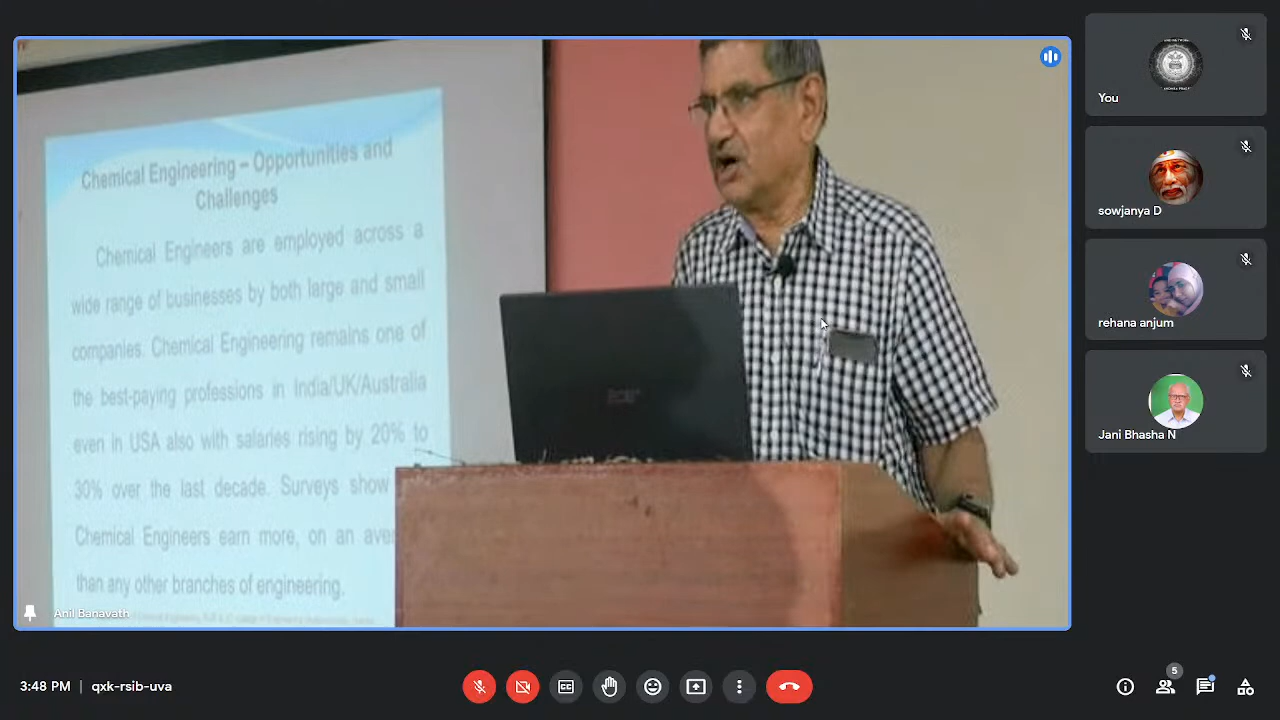 Chemical Engineering – Opportunities and
Challenges
Chemical Engineers are employed across a
wide range of businesses by both large and small
companies. Chemical Engineering remains one of
the best-paying professions in India/UK/Australia
even in USA also with salaries rising by 20% to
30% over the last decade. Surveys show
Chemical Engineers earn more, on an
than any other branches of engineering.
Anil Banavath
You
sowjanya D
rehana anjum
Jani Bhasha N
3:48 PM | qxk-rsib-uva
5